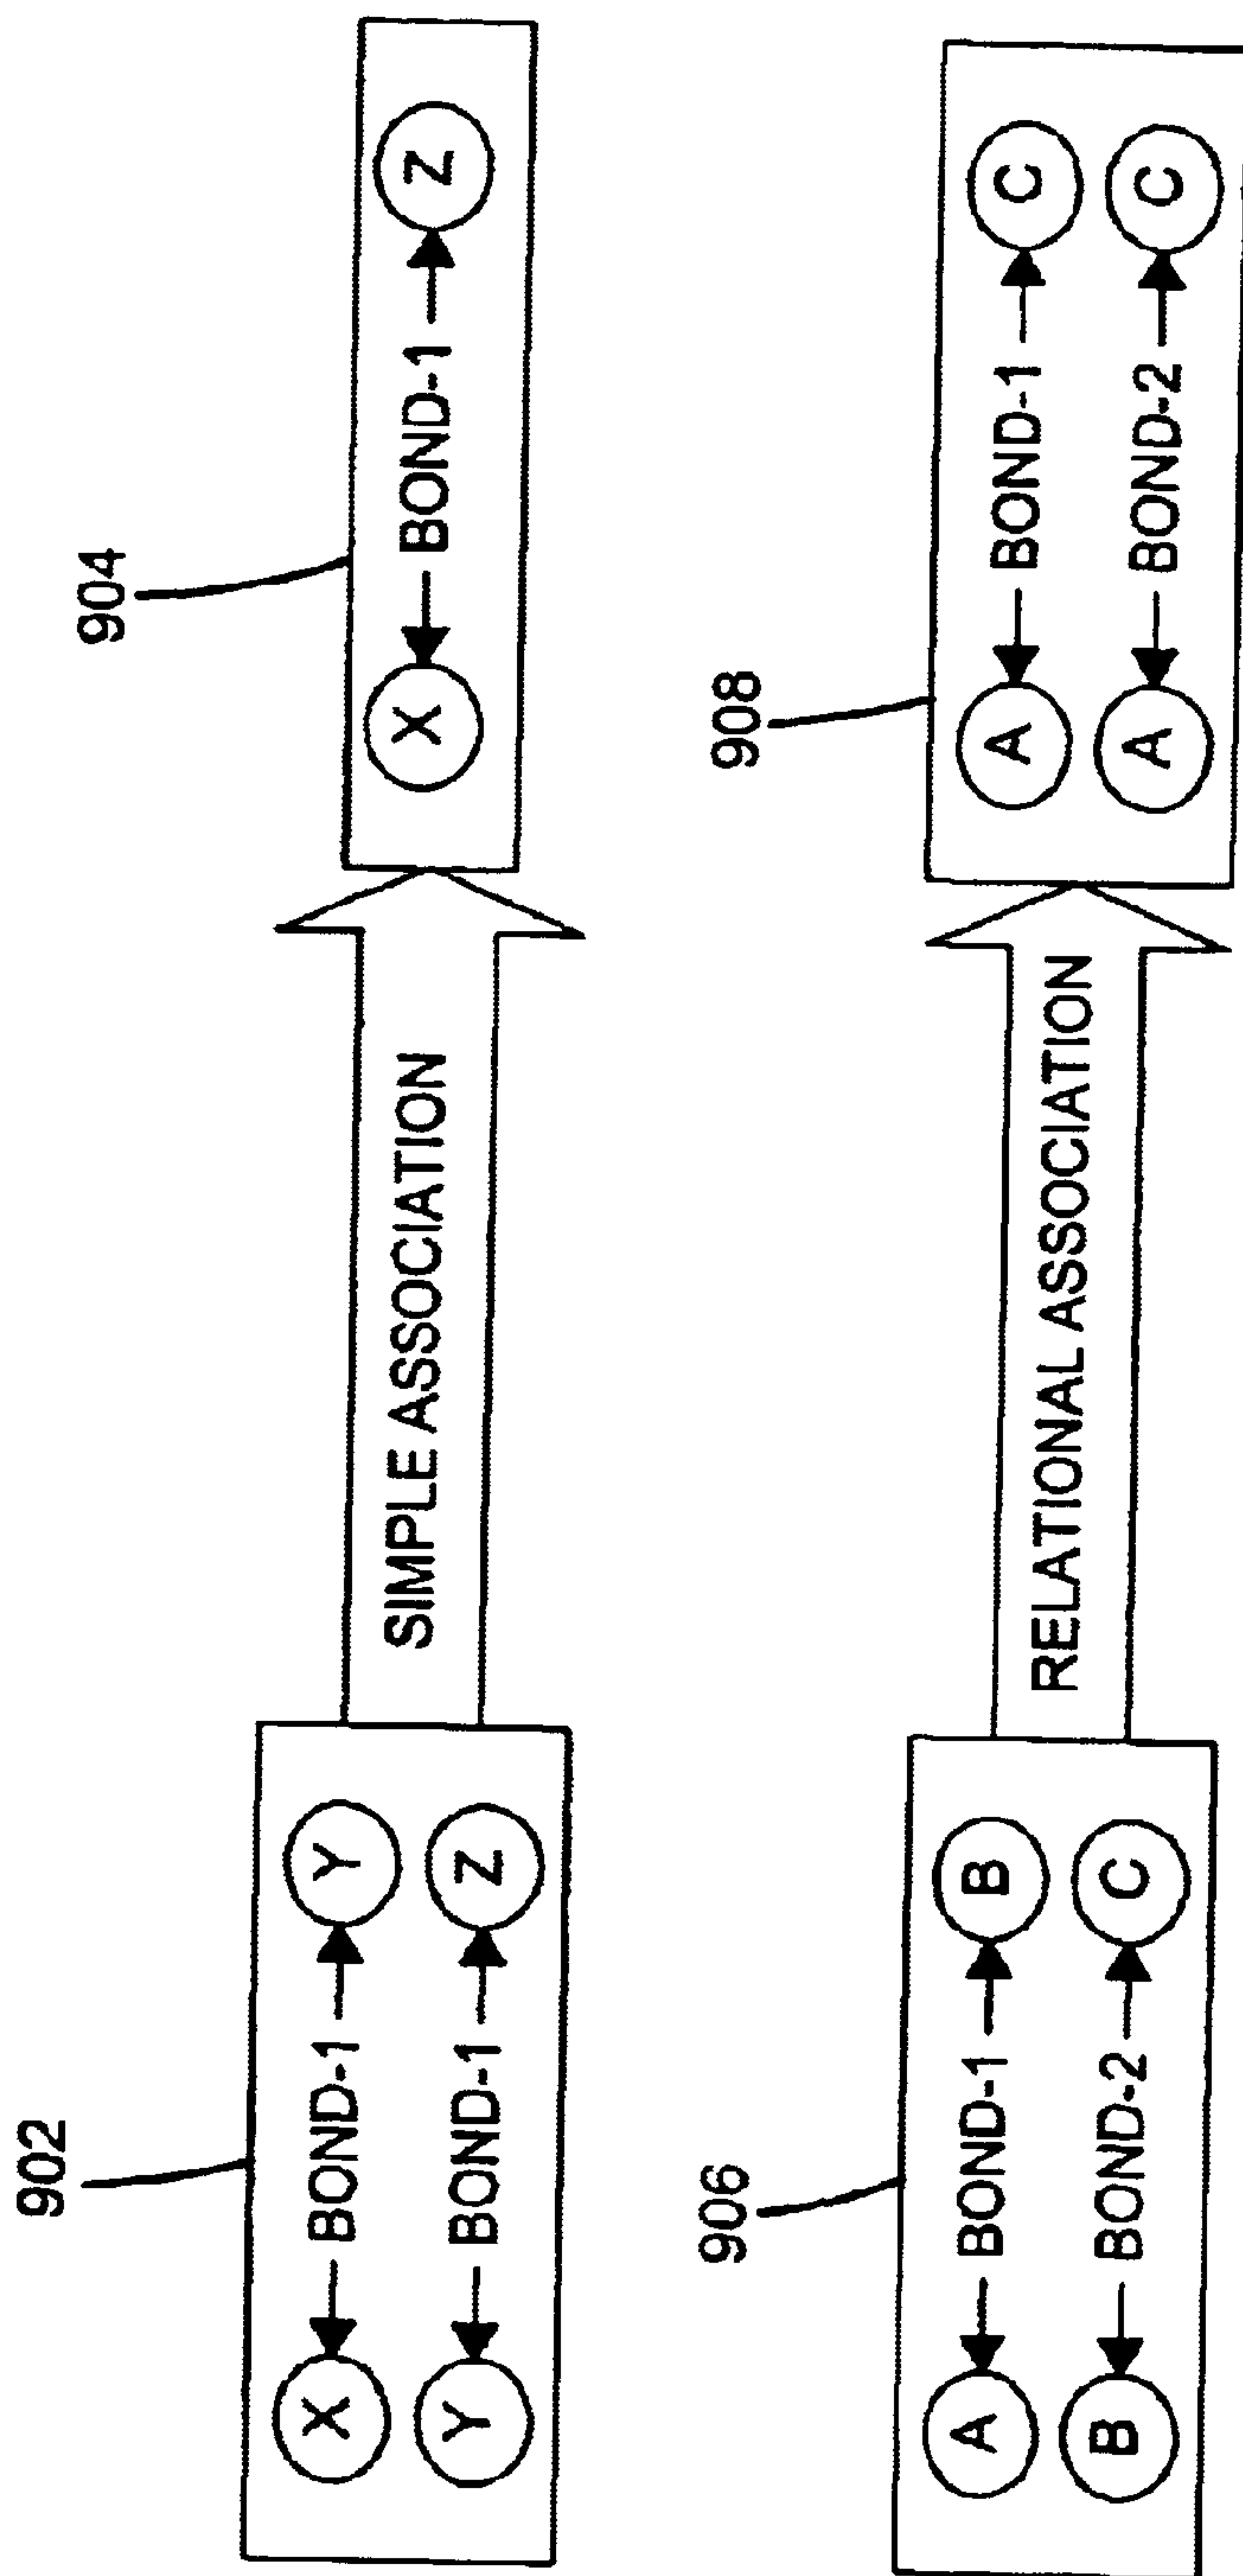 902
X BOND-1 Y
Y BOND-1 Z
SIMPLE ASSOCIATION
904
X BOND-1 Z
906
A BOND-1 B
B BOND-2 C
RELATIONAL ASSOCIATION
908
A BOND-1 C
A BOND-2 C